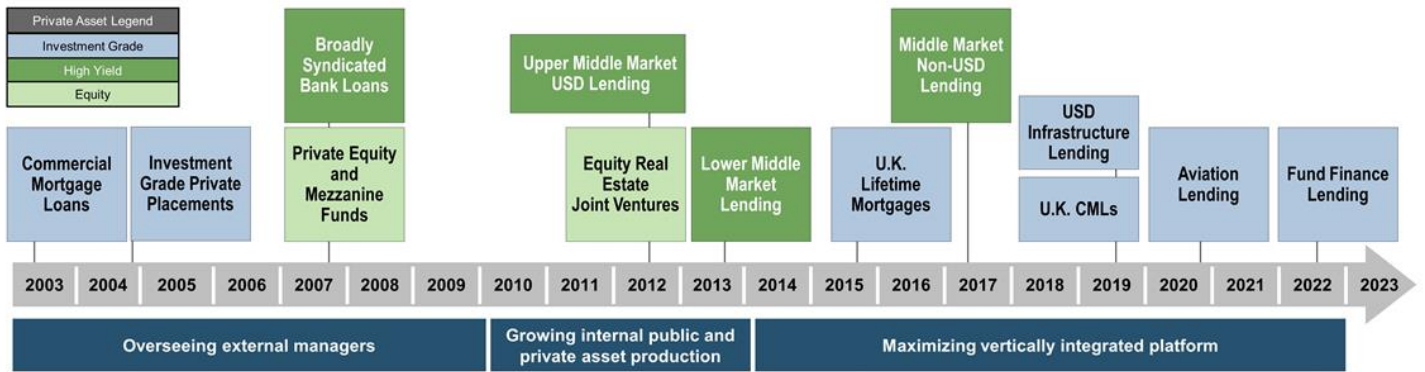 Private Asset Legend
Investment Grade
High Yield
Equity
Broadly
Syndicated
Bank Loans
Upper Middle Market
USD Lending
Middle Market
Non-USD
Lending
Commercial
Mortgage
Loans
Investment
Grade Private
Placements
Private Equity
and
Mezzanine
Funds
Equity Real
Estate
Joint Ventures
Lower Middle
Market
Lending
U.K.
Lifetime
Mortgages
USD
Infrastructure
Lending
U.K. CMLs
Aviation
Lending
Fund Finance
Lending
2003 2004 2005 2006 2007 2008 2009 2010 2011 2012 2013 2014 2015 2016 2017 2018 2019 2020 2021 2022 2023
Overseeing external managers
Growing internal public and
private asset production
Maximizing vertically integrated platform